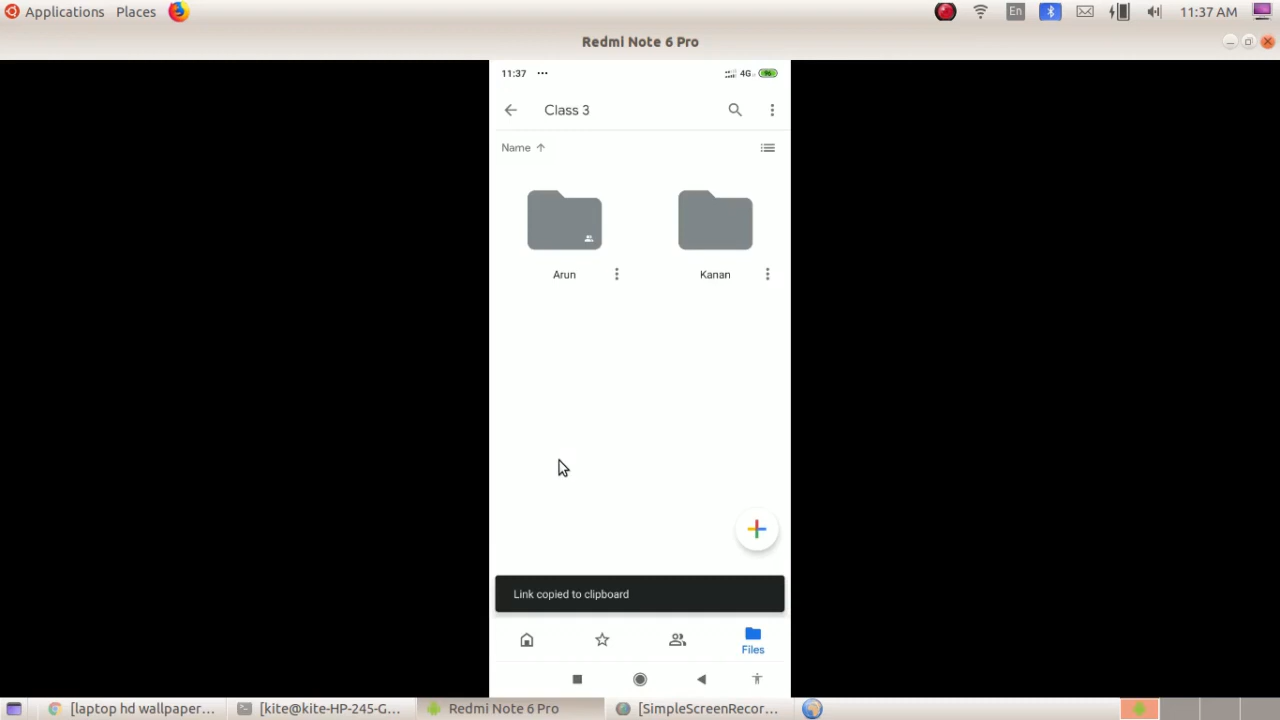 Applications Places En 11:37 AM
Redmi Note 6 Pro
11:37 ••• 4G 96
Class 3
Name ↑
Arun Kanan
Link copied to clipboard
Files
[laptop hd wallpaper... [kite@kite-HP-245-G... Redmi Note 6 Pro [SimpleScreenRecor...